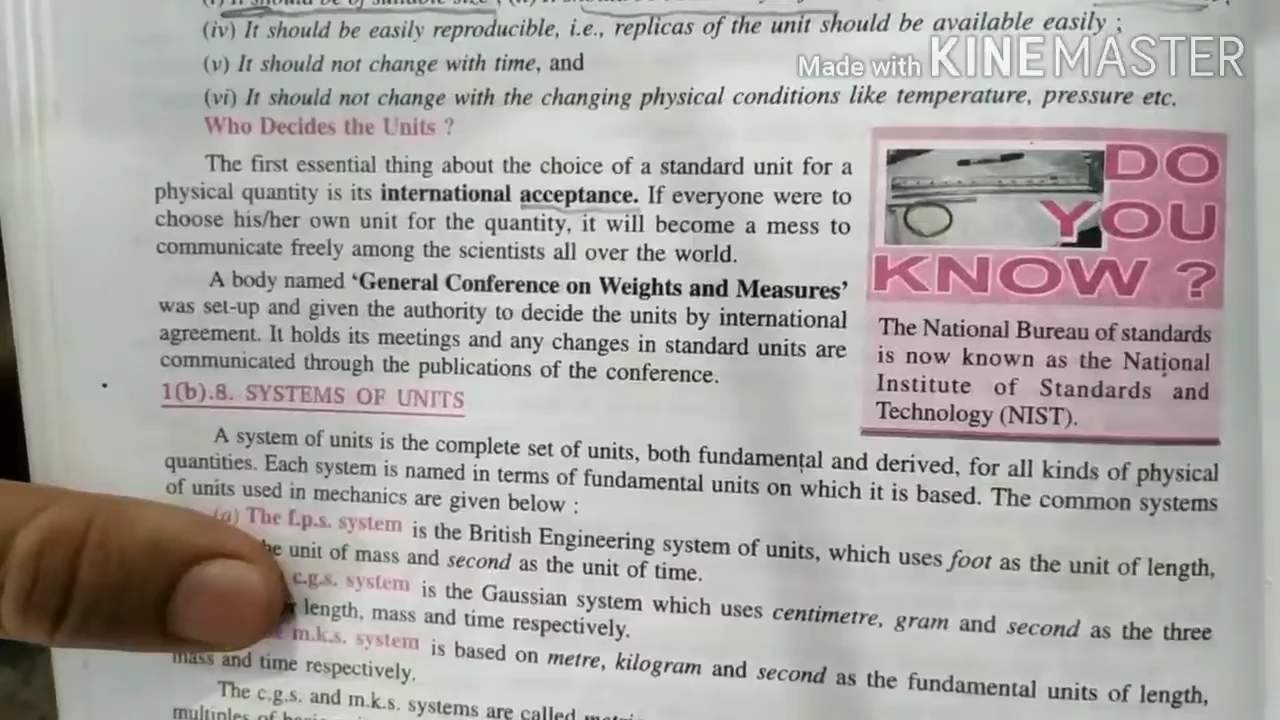 (iv) It should be easily reproducible, i.e., replicas of the unit should be available easily ;
Made with KINEMASTER
(v) It should not change with time, and
(vi) It should not change with the changing physical conditions like temperature, pressure etc.
Who Decides the Units ?
The first essential thing about the choice of a standard unit for a
physical quantity is its international acceptance. If everyone were to
choose his/her own unit for the quantity, it will become a mess to
communicate freely among the scientists all over the world.
A body named ‘General Conference on Weights and Measures’
was set-up and given the authority to decide the units by international
agreement. It holds its meetings and any changes in standard units are
communicated through the publications of the conference.
DO
YOU
KNOW ?
The National Bureau of standards
is now known as the National
Institute of Standards and
Technology (NIST).
1(b).8. SYSTEMS OF UNITS
A system of units is the complete set of units, both fundamental and derived, for all kinds of physical
quantities. Each system is named in terms of fundamental units on which it is based. The common systems
of units used in mechanics are given below :
(a) The f.p.s. system is the British Engineering system of units, which uses foot as the unit of length,
unit of mass and second as the unit of time.
c.g.s. system is the Gaussian system which uses centimetre, gram and second as the three
length, mass and time respectively.
m.k.s. system is based on metre, kilogram and second as the fundamental units of length,
mass and time respectively.
The c.g.s. and m.k.s. systems are called
multiples of